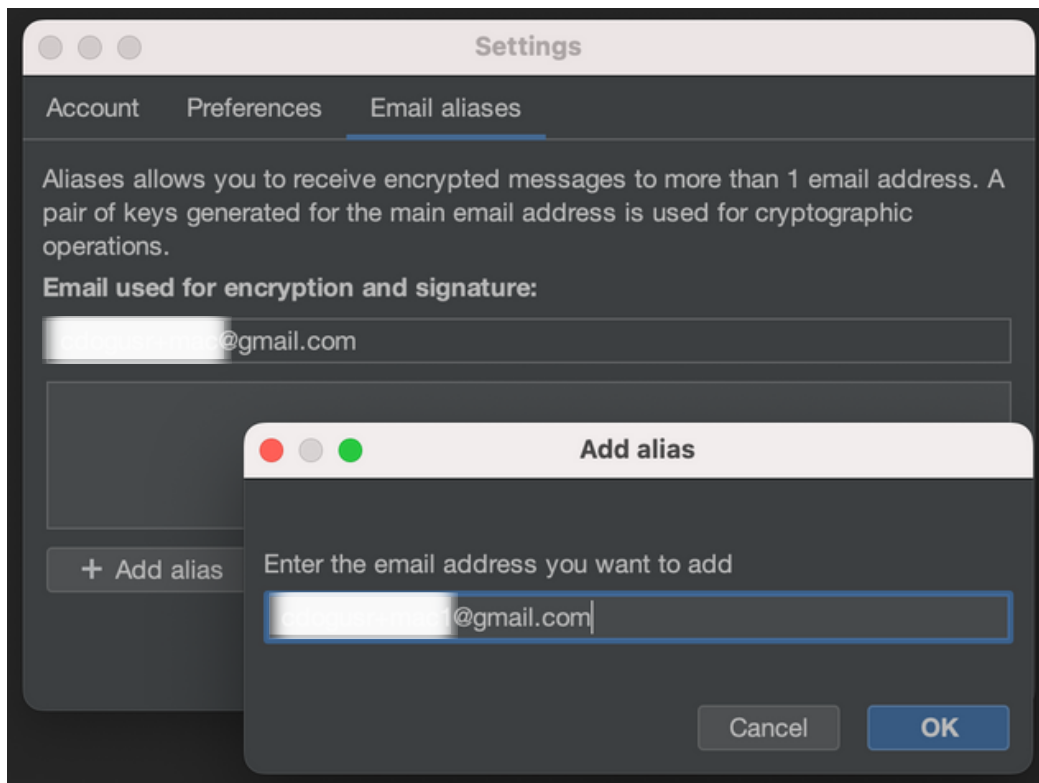 Settings
Account Preferences Email aliases
Aliases allows you to receive encrypted messages to more than 1 email address. A
pair of keys generated for the main email address is used for cryptographic
operations.
Email used for encryption and signature:
@gmail.com
Add alias
+ Add alias
Enter the email address you want to add
@gmail.com
Cancel OK